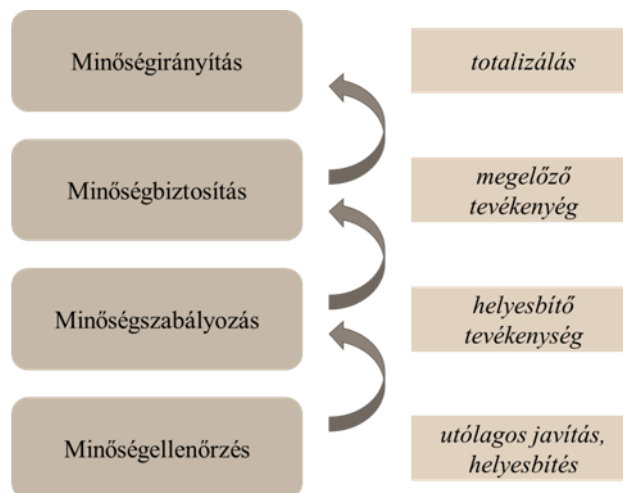 Minőségirányítás
totalizálás
Minőségbiztosítás
megelőző
tevékenyég
Minőségszabályozás
helyesbítő
tevékenység
Minőségellenőrzés
utólagos javítás,
helyesbítés